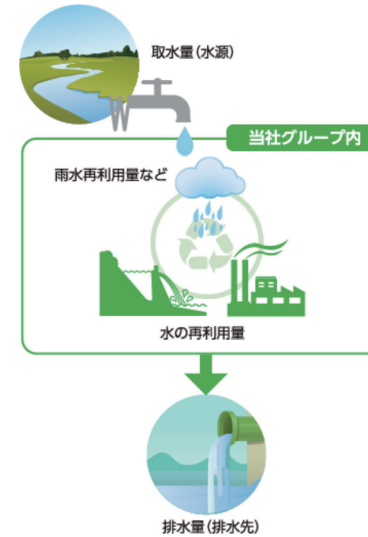 取水量（水源）
当社グループ内
雨水再利用量など
水の再利用量
排水量（排水先）